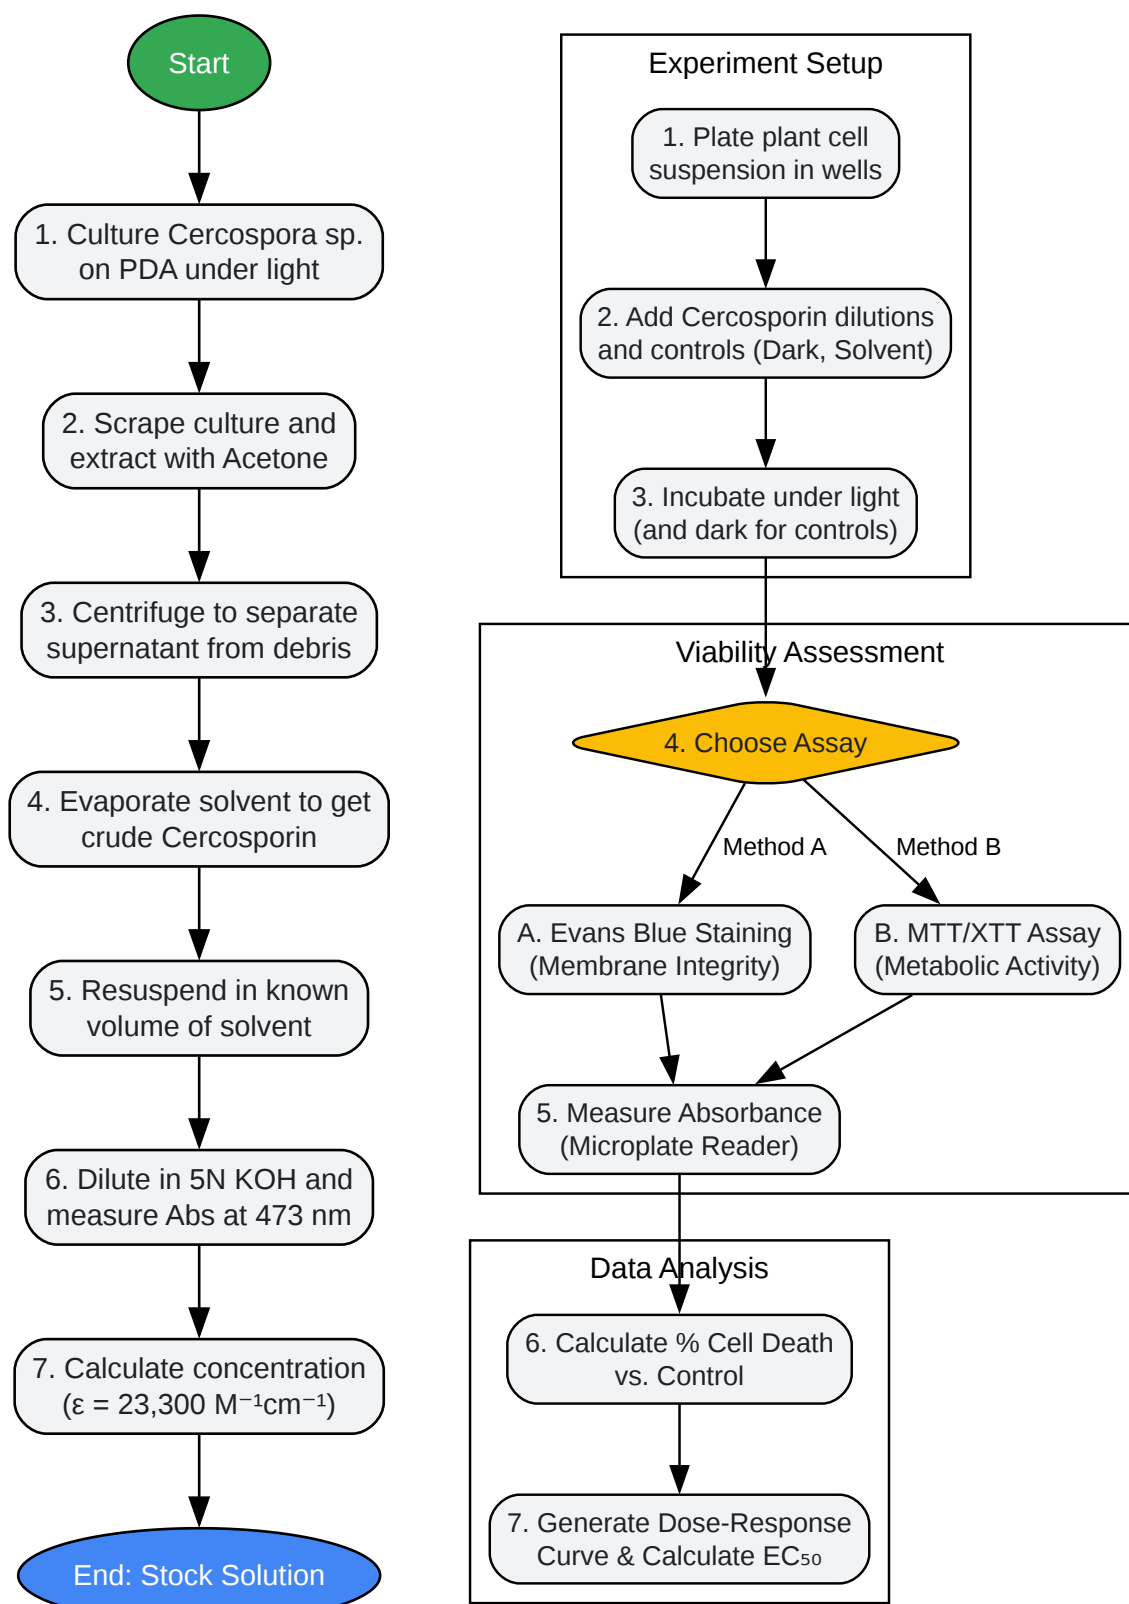 Start
1. Culture Cercospora sp.
on PDA under light
2. Scrape culture and
extract with Acetone
3. Centrifuge to separate
supernatant from debris
4. Evaporate solvent to get
crude Cercosporin
5. Resuspend in known
volume of solvent
6. Dilute in 5N KOH and
measure Abs at 473 nm
7. Calculate concentration
(ε = 23,300 M⁻¹cm⁻¹)
End: Stock Solution
Experiment Setup
1. Plate plant cell
suspension in wells
2. Add Cercosporin dilutions
and controls (Dark, Solvent)
3. Incubate under light
(and dark for controls)
Viability Assessment
4. Choose Assay
Method A
Method B
A. Evans Blue Staining
(Membrane Integrity)
B. MTT/XTT Assay
(Metabolic Activity)
5. Measure Absorbance
(Microplate Reader)
Data Analysis
6. Calculate % Cell Death
vs. Control
7. Generate Dose-Response
Curve & Calculate EC₅₀